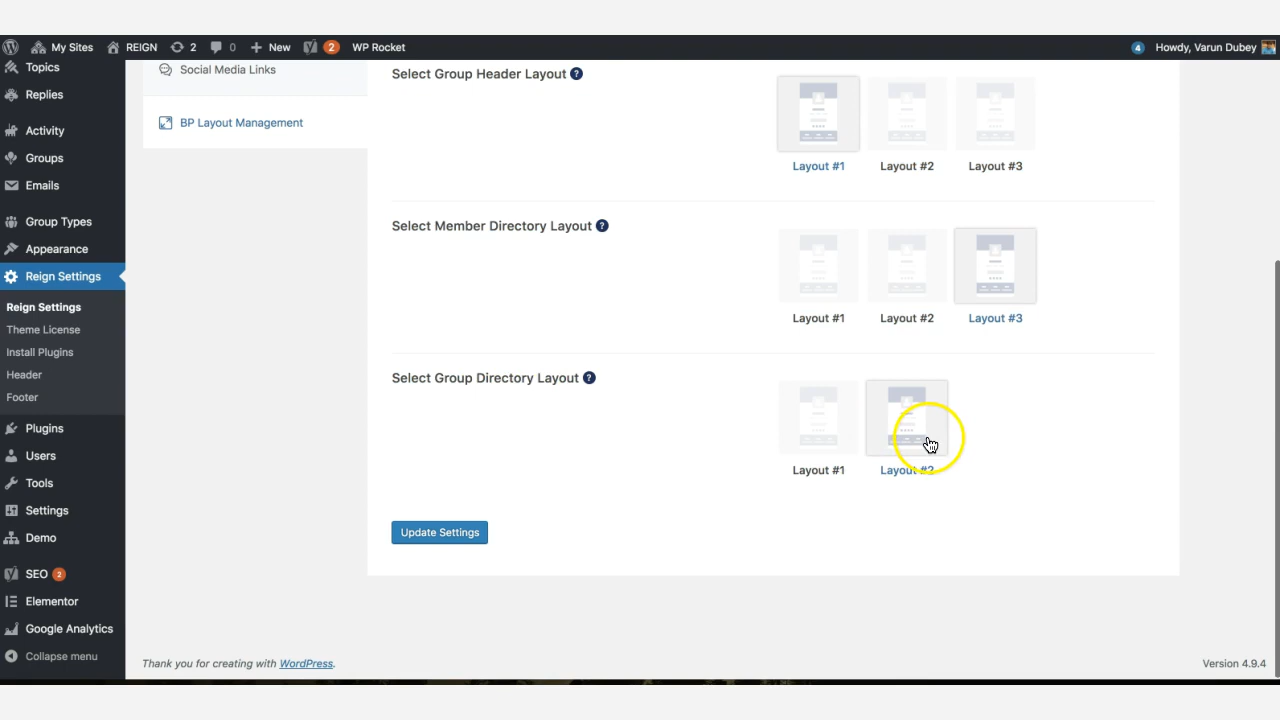 My Sites REIGN 2 0 + New 2 WP Rocket 4 Howdy, Varun Dubey
Topics
Replies
Activity
Groups
Emails
Group Types
Appearance
Reign Settings
Reign Settings
Theme License
Install Plugins
Header
Footer
Plugins
Users
Tools
Settings
Demo
SEO 2
Elementor
Google Analytics
Collapse menu
Social Media Links
BP Layout Management
Select Group Header Layout ?
Layout #1 Layout #2 Layout #3
Select Member Directory Layout ?
Layout #1 Layout #2 Layout #3
Select Group Directory Layout ?
Layout #1 Layout #2
Update Settings
Thank you for creating with WordPress. Version 4.9.4